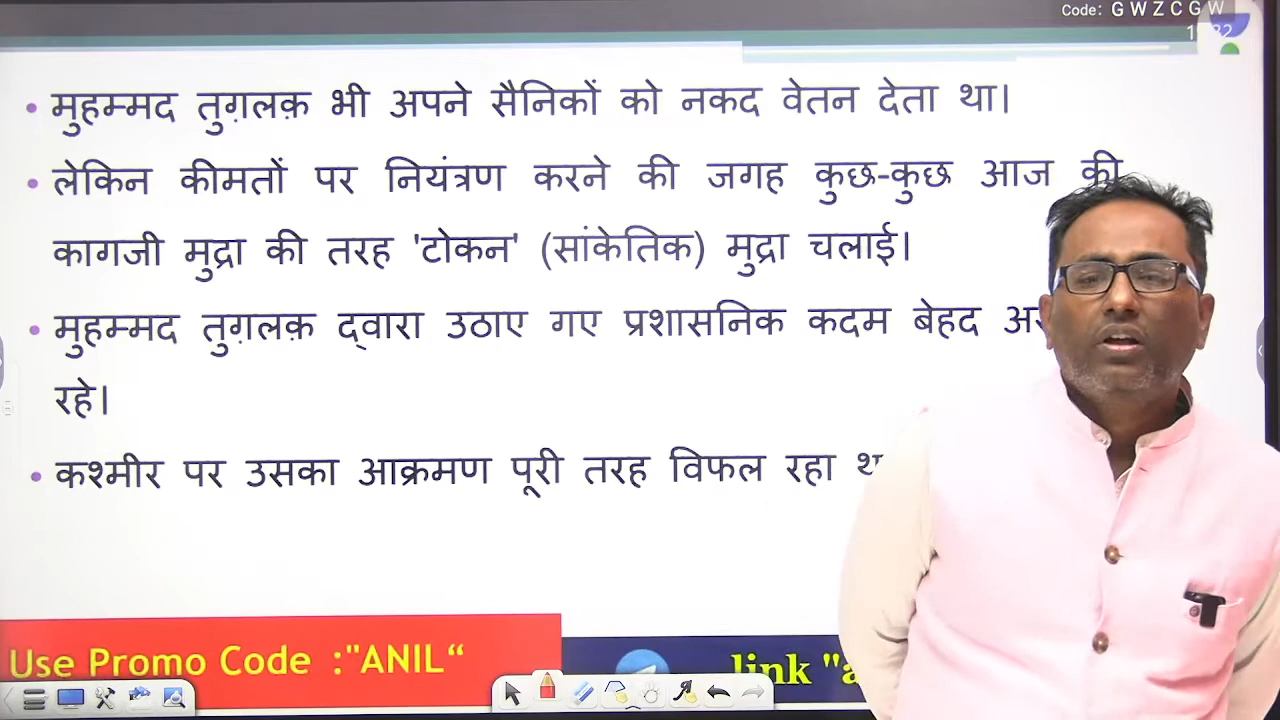 Code: G W Z C G W
• मुहम्मद तुग़लक़ भी अपने सैनिकों को नकद वेतन देता था।
• लेकिन कीमतों पर नियंत्रण करने की जगह कुछ-कुछ आज की
कागजी मुद्रा की तरह 'टोकन' (सांकेतिक) मुद्रा चलाई।
• मुहम्मद तुग़लक़ द्वारा उठाए गए प्रशासनिक कदम बेहद
रहे।
• कश्मीर पर उसका आक्रमण पूरी तरह विफल रहा
Use Promo Code :"ANIL“
link "a